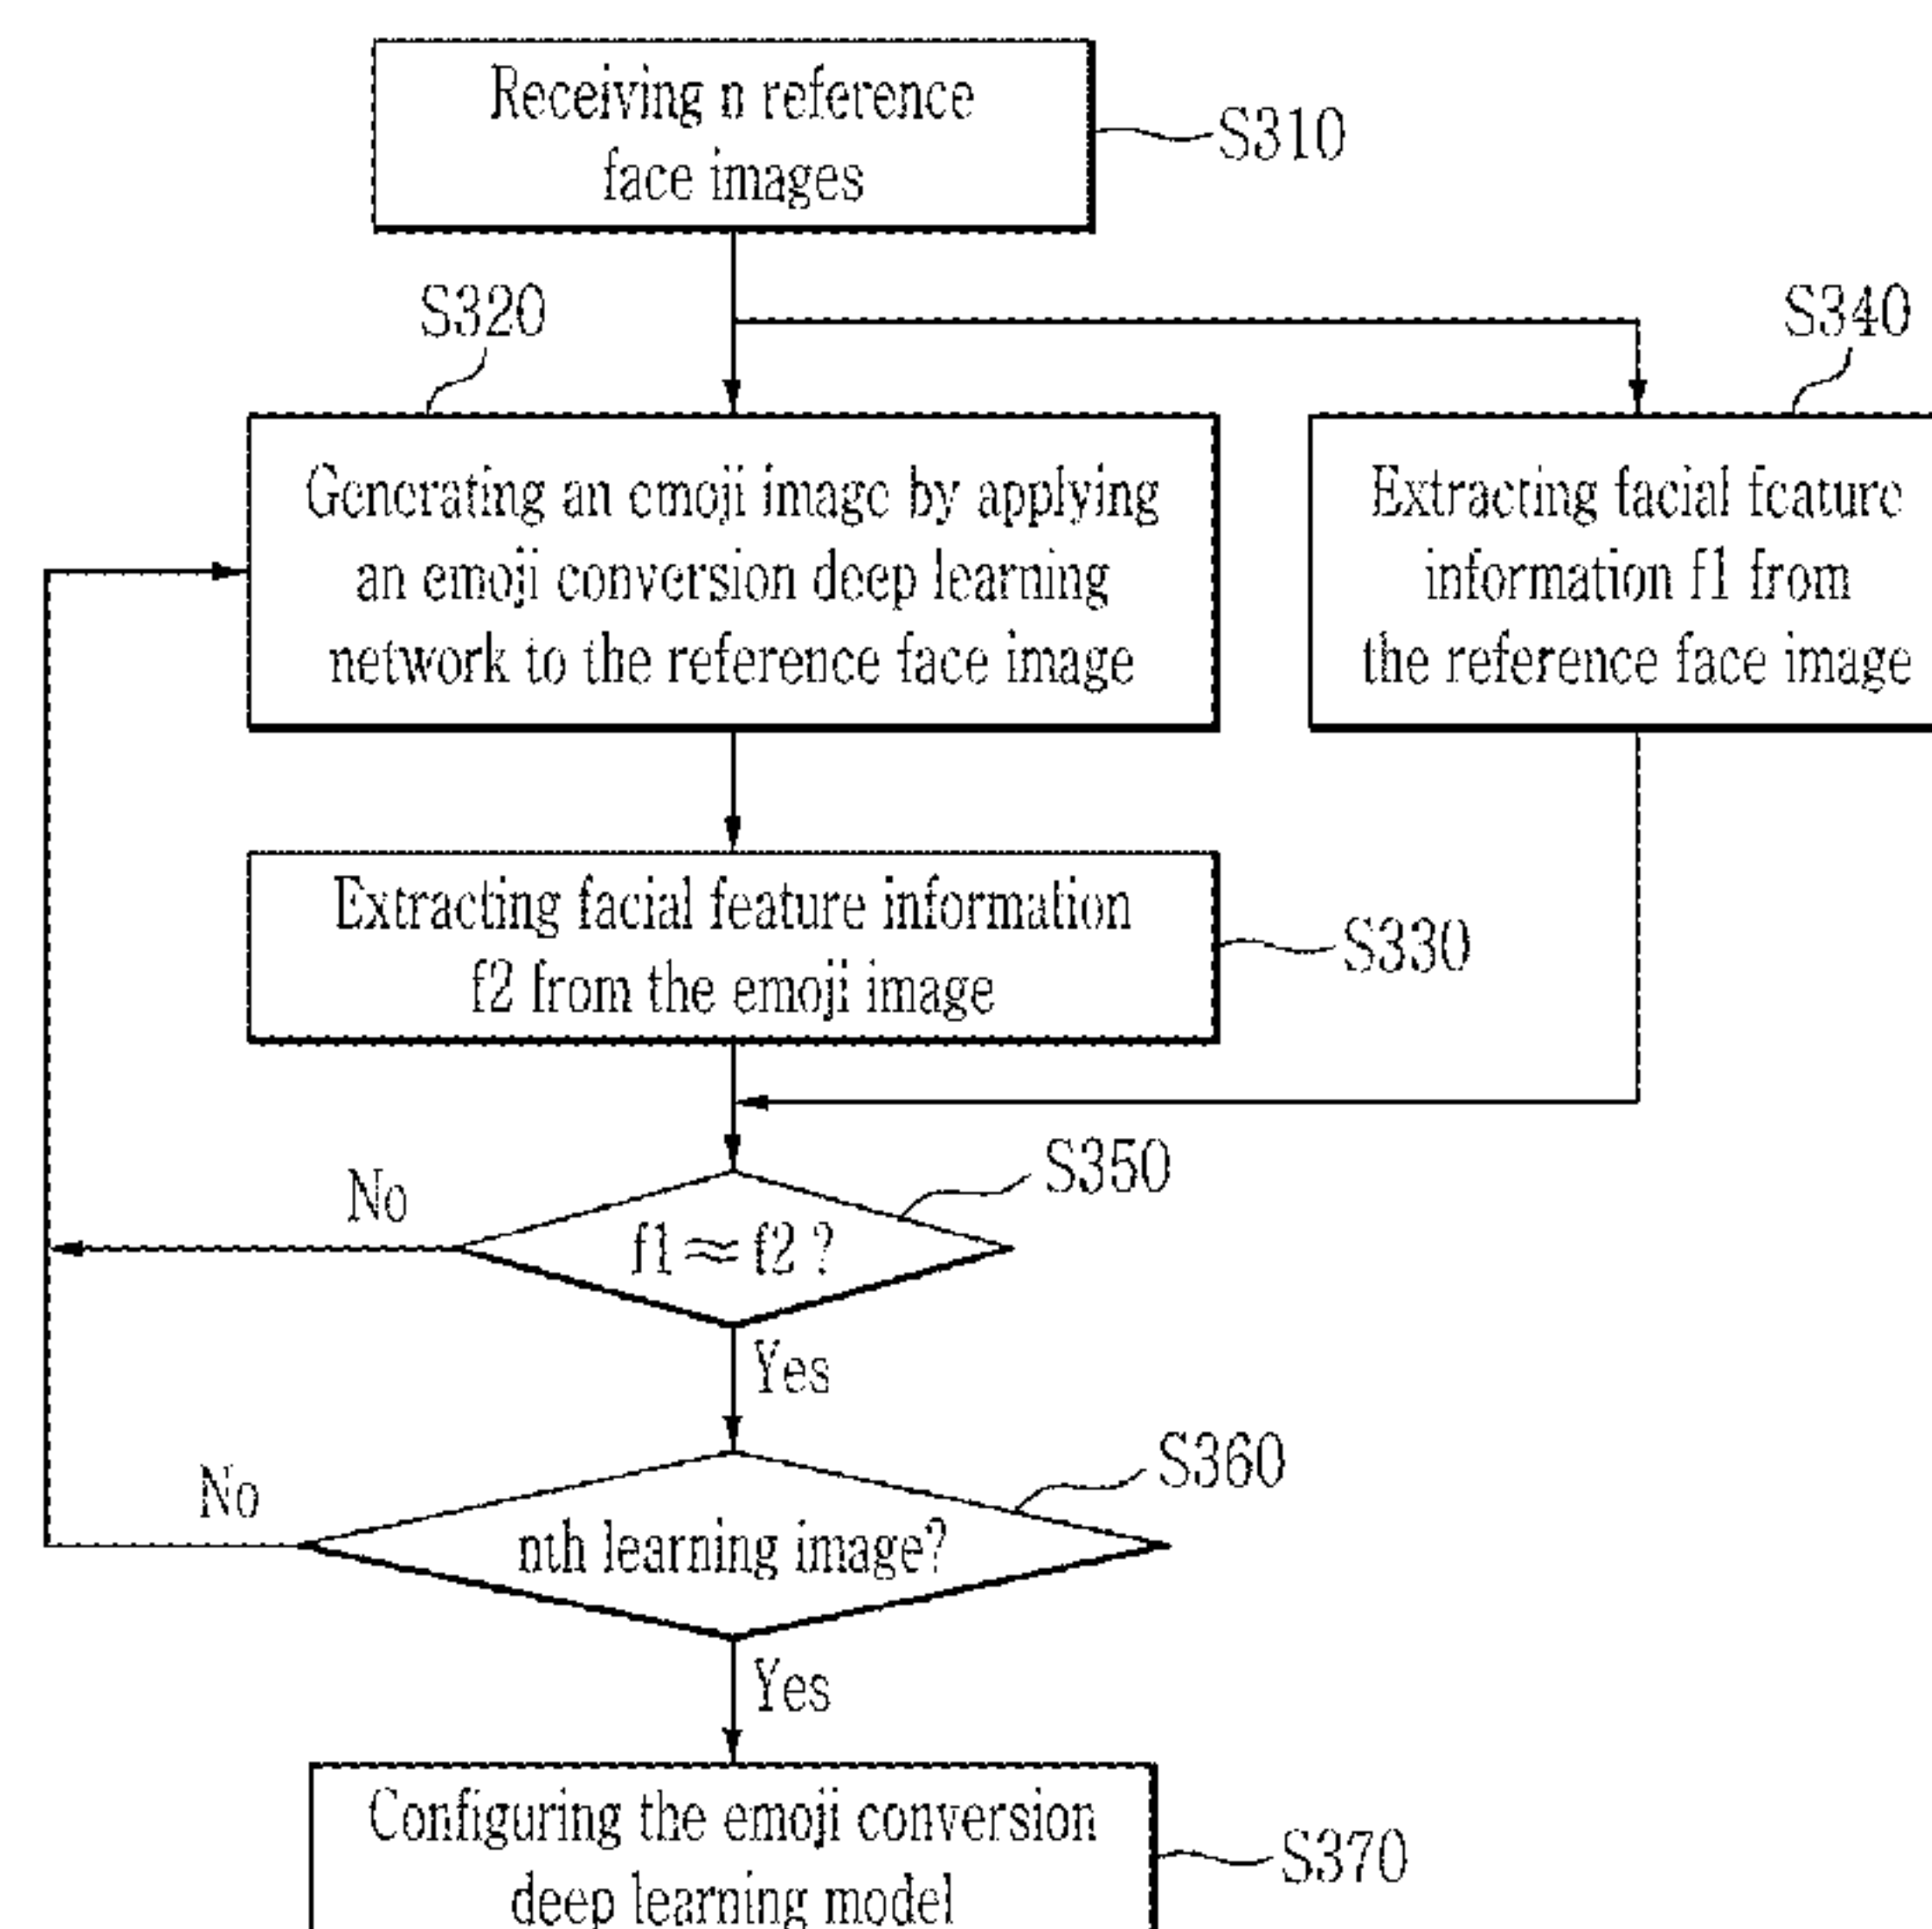 Receiving n reference
face images
S310
S320
S340
Generating an emoji image by applying
an emoji conversion deep learning
network to the reference face image
Extracting facial feature
information f1 from
the reference face image
Extracting facial feature information
f2 from the emoji image
S330
S350
No
f1≈f2 ?
Yes
S360
No
nth learning image?
Yes
Configuring the emoji conversion
deep learning model
S370